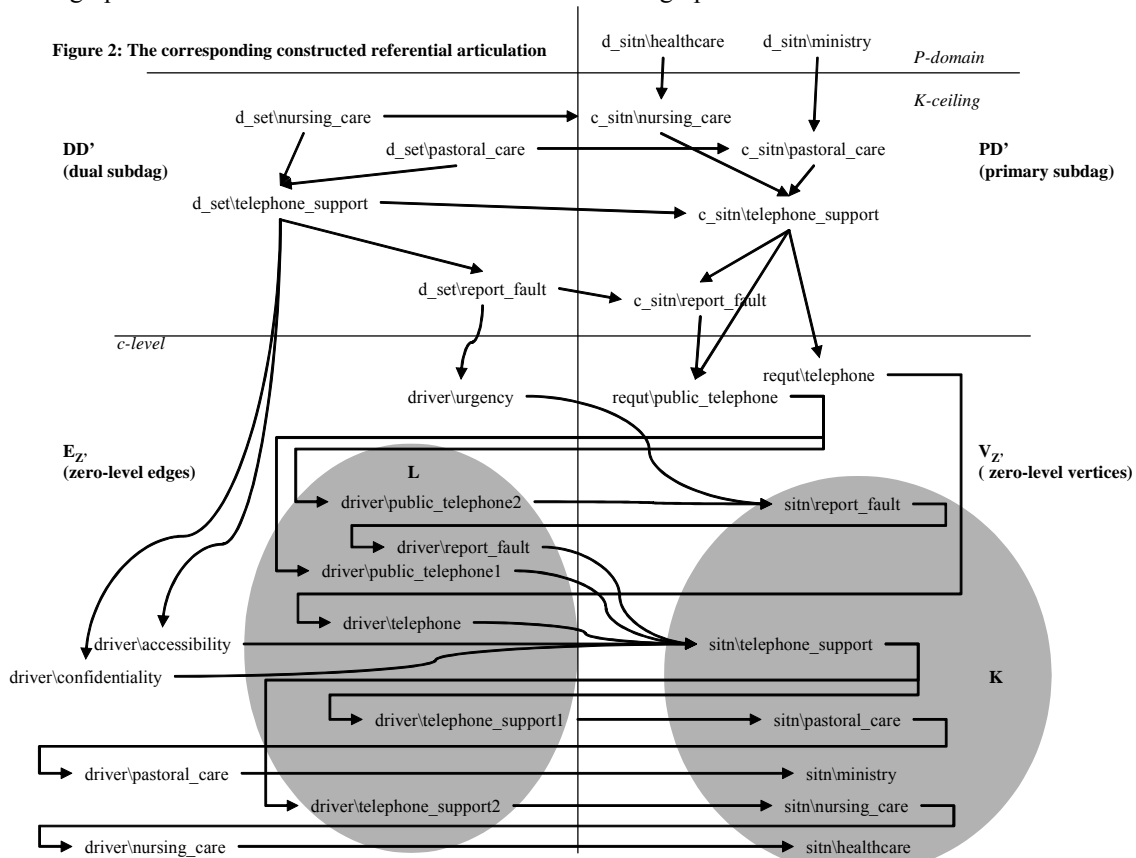 Figure 2: The corresponding constructed referential articulation
d_sitn\healthcare
d_sitn\ministry
P-domain
K-ceiling
d_set\nursing_care
c_sitn\nursing_care
DD’
(dual subdag)
d_set\pastoral_care
c_sitn\pastoral_care
PD’
(primary subdag)
d_set\telephone_support
c_sitn\telephone_support
d_set\report_fault
c_sitn\report_fault
c-level
requt\telephone
driver\urgency
requt\public_telephone
EZ’
(zero-level edges)
L
VZ’
( zero-level vertices)
driver\public_telephone2
sitn\report_fault
driver\report_fault
driver\public_telephone1
driver\telephone
driver\accessibility
sitn\telephone_support
driver\confidentiality
K
driver\telephone_support1
sitn\pastoral_care
driver\pastoral_care
sitn\ministry
driver\telephone_support2
sitn\nursing_care
driver\nursing_care
sitn\healthcare